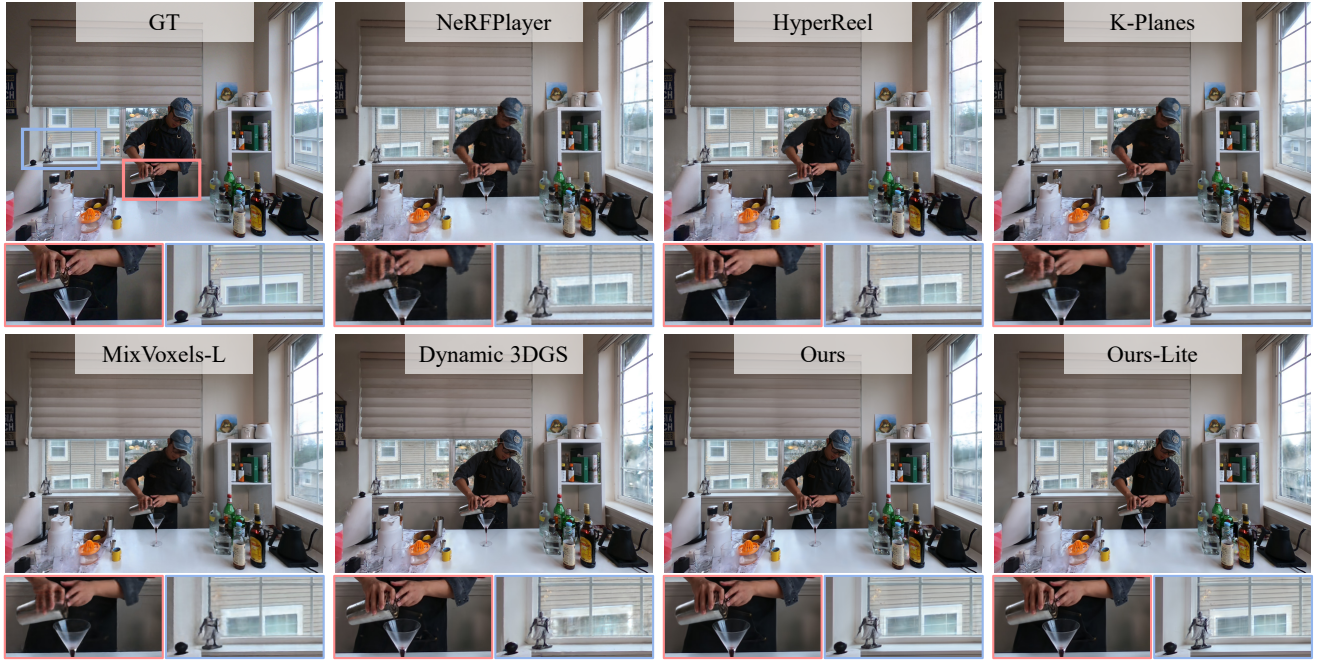 GT
NeRFPlayer
HyperReel
K-Planes
MixVoxels-L
Dynamic 3DGS
Ours
Ours-Lite